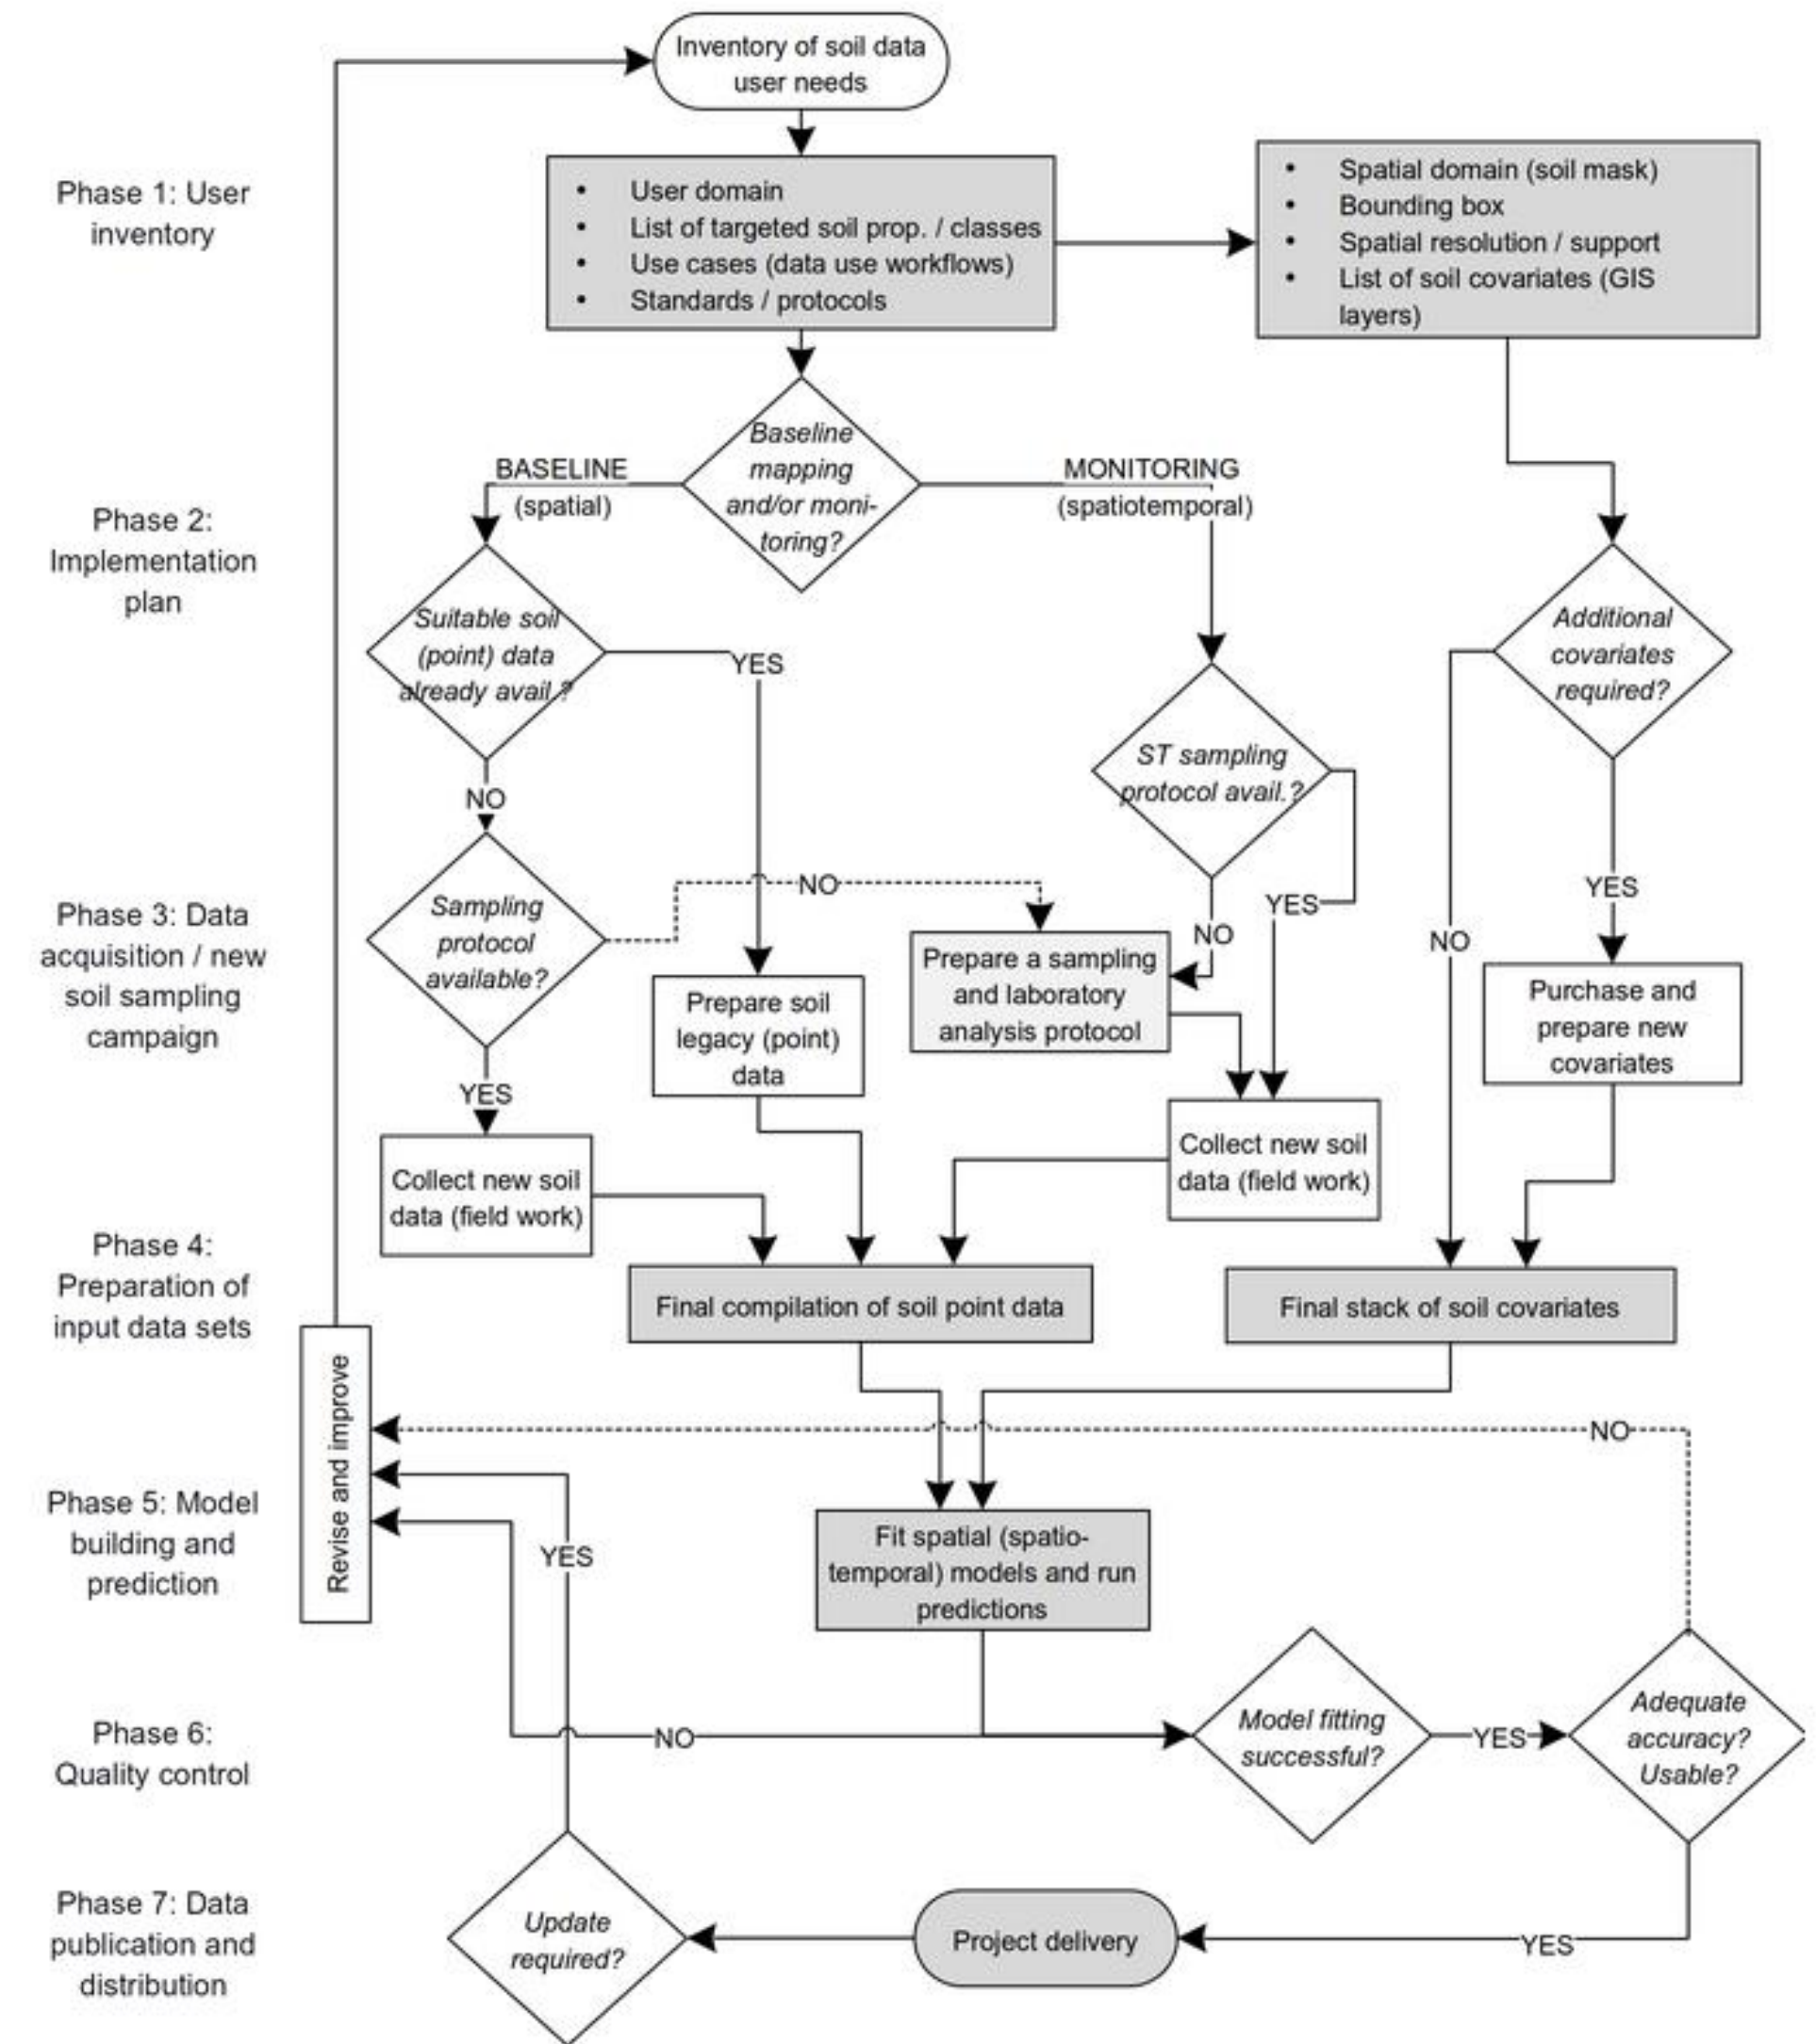 Inventory of soil data
user needs
Phase 1: User
inventory
• User domain
• List of targeted soil prop. / classes
• Use cases (data use workflows)
• Standards / protocols
• Spatial domain (soil mask)
• Bounding box
• Spatial resolution / support
• List of soil covariates (GIS
layers)
Baseline
mapping
and/or moni-
toring?
BASELINE
(spatial)
MONITORING
(spatiotemporal)
Phase 2:
Implementation
plan
Suitable soil
(point) data
already avail.?
YES
NO
ST sampling
protocol avail.?
Additional
covariates
required?
YES
NO
YES
NO
Phase 3: Data
acquisition / new
soil sampling
campaign
Sampling
protocol
available?
NO
YES
Prepare soil
legacy (point)
data
Prepare a sampling
and laboratory
analysis protocol
Purchase and
prepare new
covariates
Collect new soil
data (field work)
Collect new soil
data (field work)
Phase 4:
Preparation of
input data sets
Final compilation of soil point data
Final stack of soil covariates
Revise and improve
NO
Phase 5: Model
building and
prediction
YES
Fit spatial (spatio-
temporal) models and run
predictions
Phase 6:
Quality control
NO
Model fitting
successful?
YES
Adequate
accuracy?
Usable?
Phase 7: Data
publication and
distribution
Update
required?
Project delivery
YES